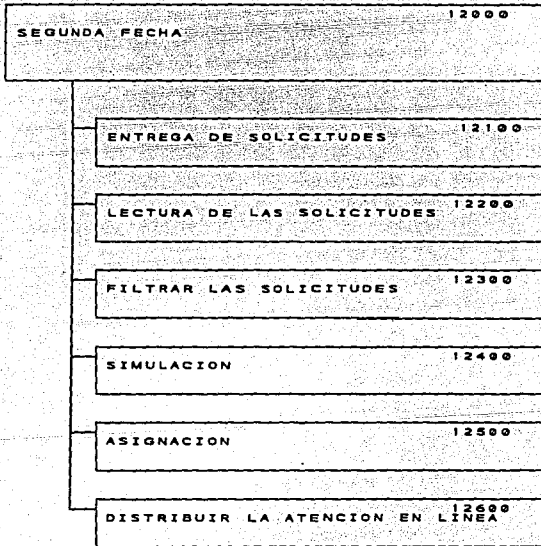 12000
SEGUNDA FECHA
12100
ENTREGA DE SOLICITUDES
12200
LECTURA DE LAS SOLICITUDES
12300
FILTRAR LAS SOLICITUDES
12400
SIMULACION
12500
ASIGNACION
12600
DISTRIBUIR LA ATENCION EN LINEA